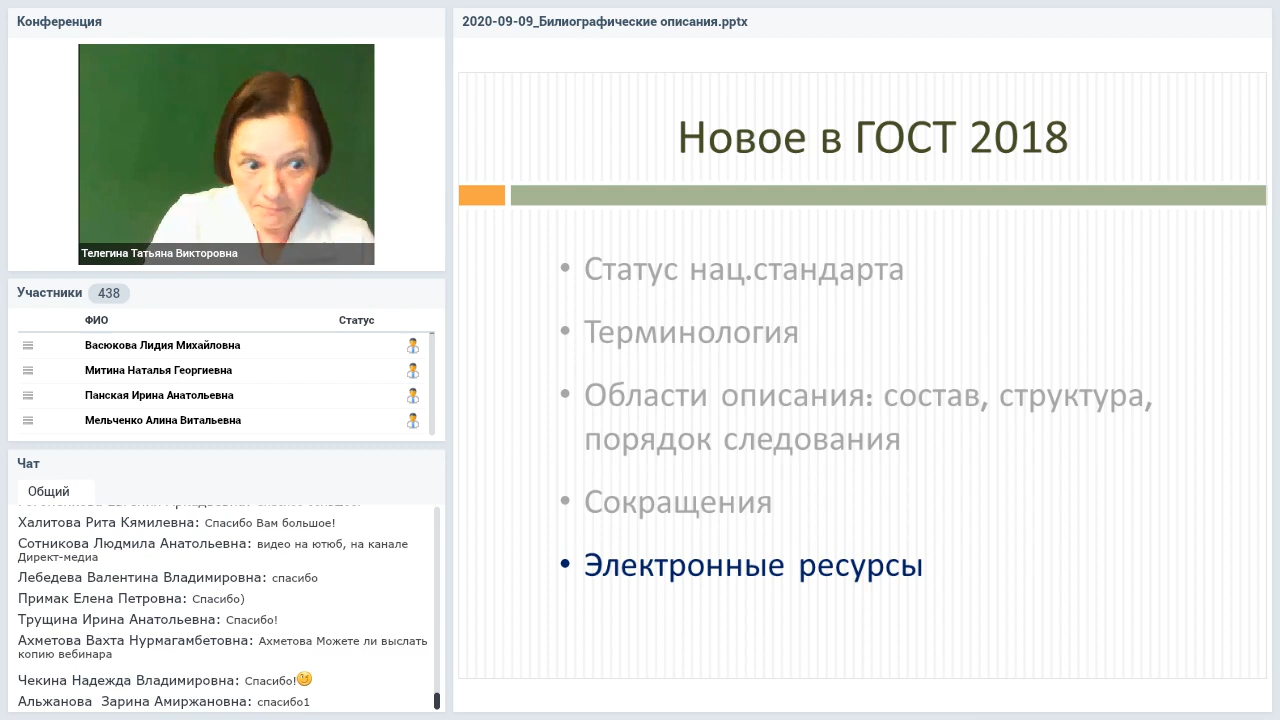 Конференция
Телегина Татьяна Викторовна
Участники 438
ФИО Статус
Васюкова Лидия Михайловна
Митина Наталья Георгиевна
Панская Ирина Анатольевна
Мельченко Алина Витальевна
Чат
Общий
Халитова Рита Кямилевна: Спасибо Вам большое!
Сотникова Людмила Анатольевна: видео на ютюб, на канале
Директ-медиа
Лебедева Валентина Владимировна: спасибо
Примак Елена Петровна: Спасибо)
Трущина Ирина Анатольевна: Спасибо!
Ахметова Вахта Нурмагамбетовна: Ахметова Можете ли выслать
копию вебинара
Чекина Надежда Владимировна: Спасибо!
Альжанова Зарина Амиржановна: спасибо1
2020-09-09_Билиографические описания.pptx
Новое в ГОСТ 2018
• Статус нац.стандарта
• Терминология
• Области описания: состав, структура,
порядок следования
• Сокращения
• Электронные ресурсы